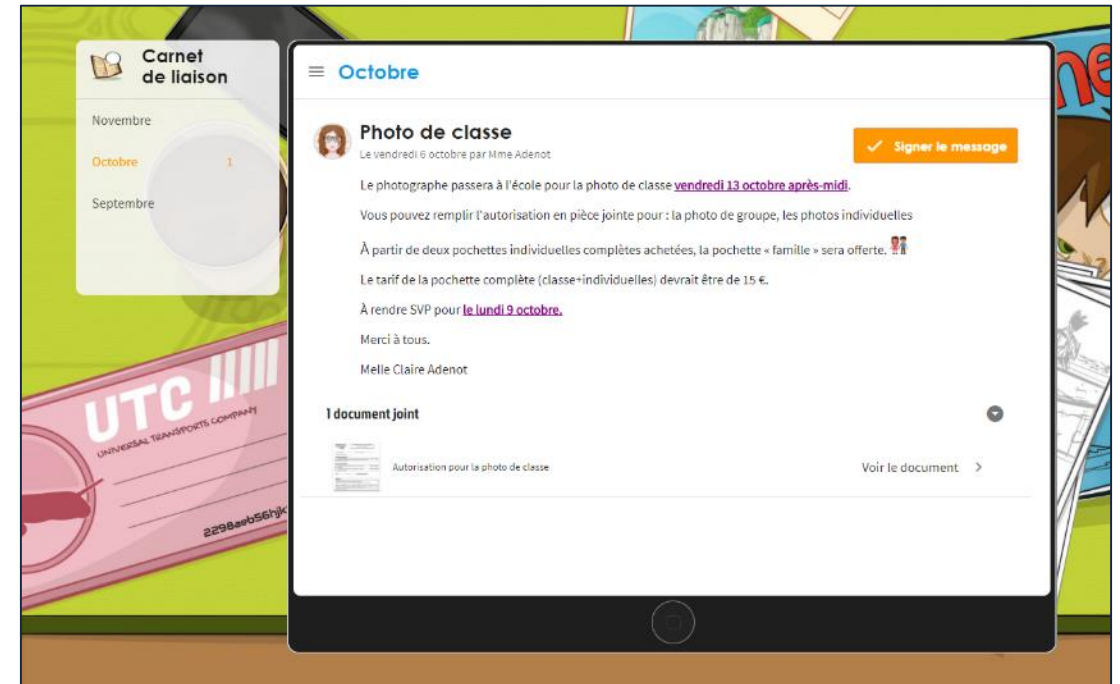 Carnet
de liaison
Novembre
Octobre 1
Septembre
Octobre
Photo de classe
Le vendredi 6 octobre par Mme Adenot
Signer le message
Le photographe passera à l'école pour la photo de classe vendredi 13 octobre après-midi.
Vous pouvez remplir l'autorisation en pièce jointe pour : la photo de groupe, les photos individuelles
À partir de deux pochettes individuelles complètes achetées, la pochette « famille » sera offerte.
Le tarif de la pochette complète (classe+individuelles) devrait être de 15 €.
À rendre SVP pour le lundi 9 octobre.
Merci à tous.
Melle Claire Adenot
1 document joint
Autorisation pour la photo de classe
Voir le document
UTC
UNIVERSAL TRANSPORTS COMPANY
2298aeb56hjk